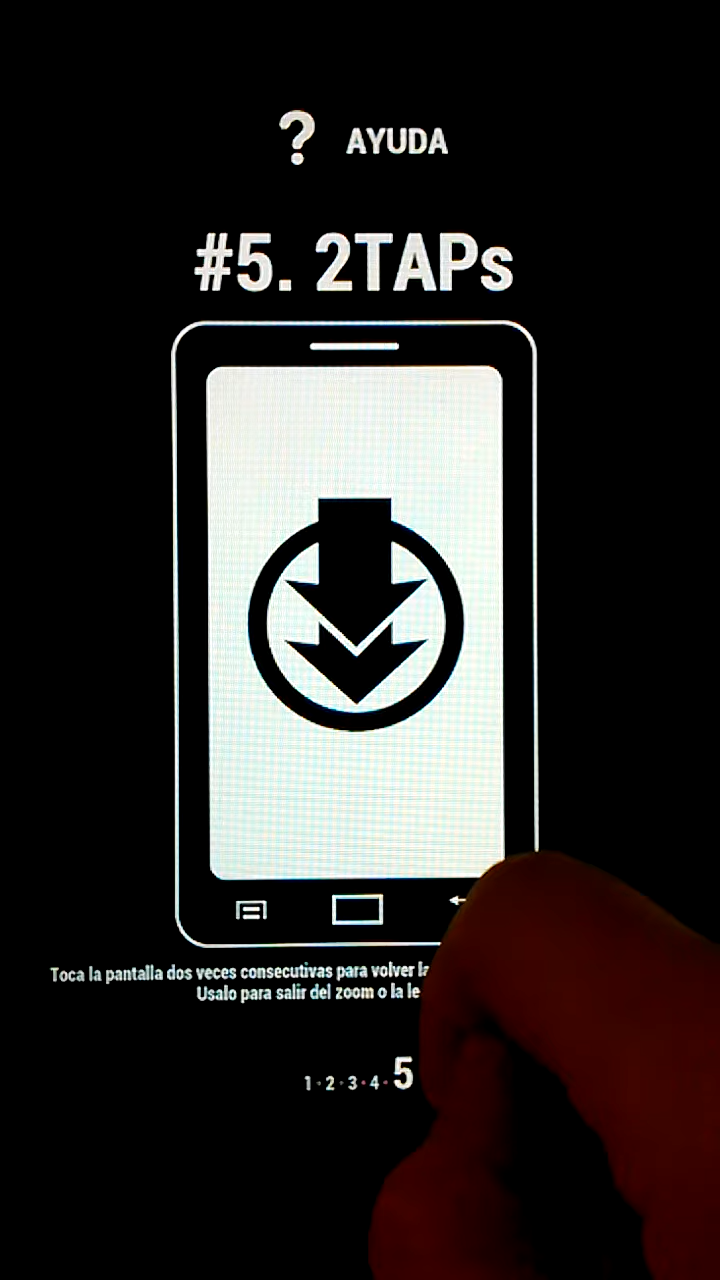 ? AYUDA
#5. 2TAPs
Toca la pantalla dos veces consecutivas para volver la
Usalo para salir del zoom o la
1·2·3·4·5